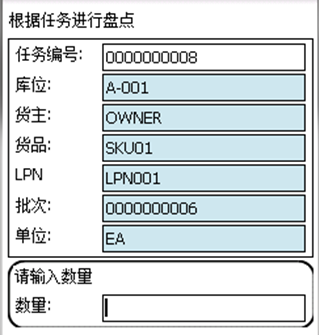 根据任务进行盘点
任务编号: 0000000008
库位: A-001
货主: OWNER
货品: SKU01
LPN LPN001
批次: 0000000006
单位: EA
请输入数量
数量: